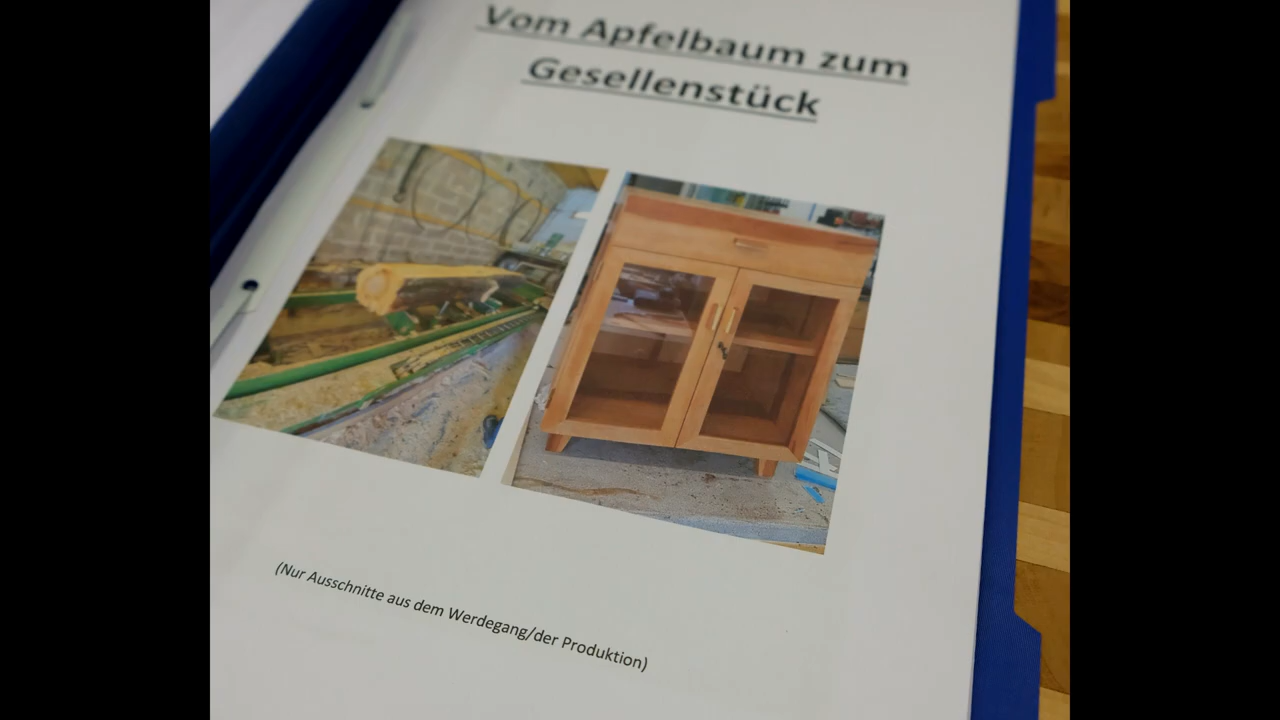 Vom Apfelbaum zum
Gesellenstück
(Nur Ausschnitte aus dem Werdegang/der Produktion)